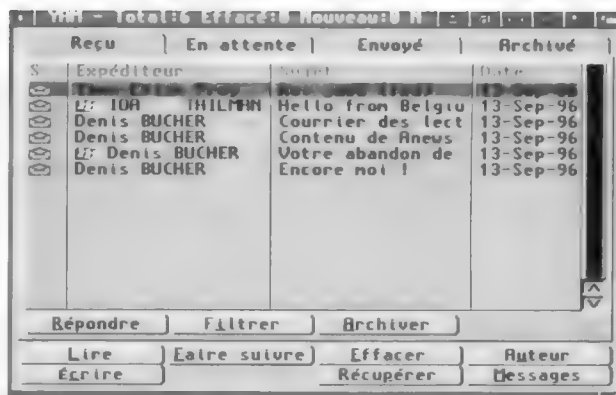 YAM - Total:6 Effacé:0 Nouveau:0
Reçu En attente Envoyé Archivé
S Expéditeur Sujet Date
TOA THILMAN Hello from Belgiu 13-Sep-96
Denis BUCHER Courrier des lect 13-Sep-96
Denis BUCHER Contenu de Anews 13-Sep-96
Denis BUCHER Votre abandon de 13-Sep-96
Denis BUCHER Encore moi ! 13-Sep-96
Répondre Filtrer Archiver
Lire Faire suivre Effacer Auteur
Écrire Récupérer Messages